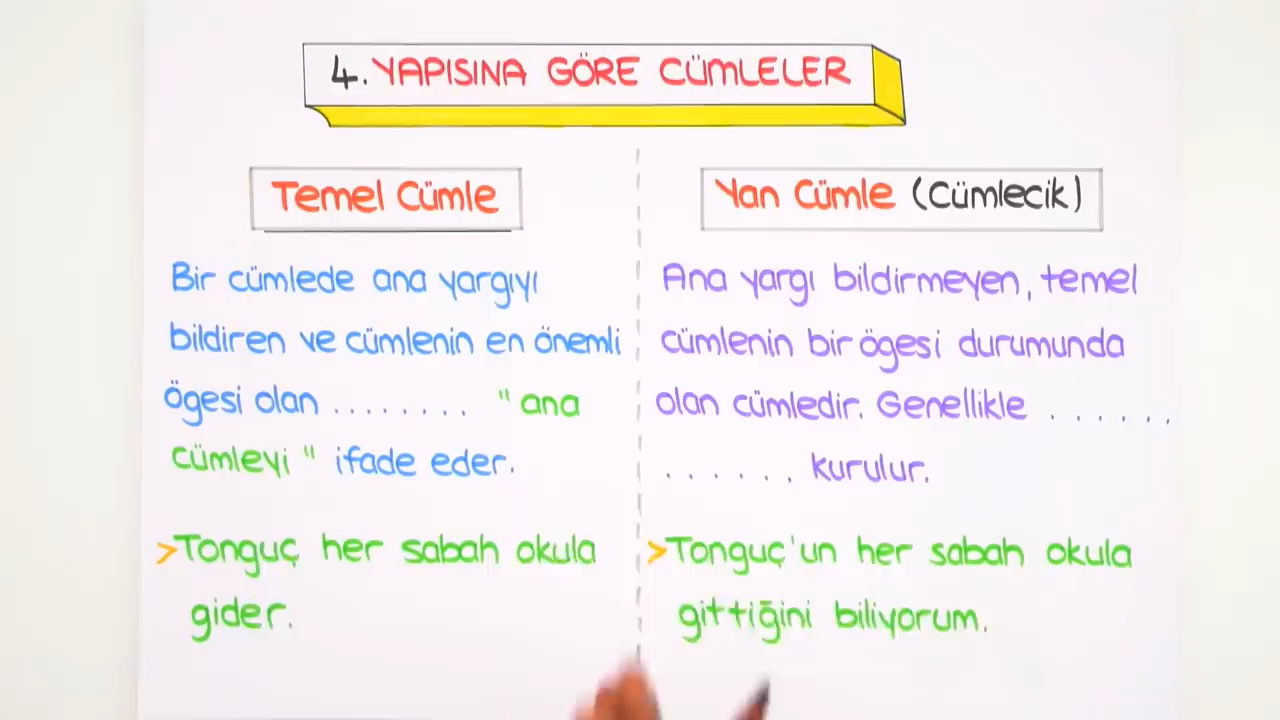 4. YAPISINA GÖRE CÜMLELER
Temel Cümle
Bir cümlede ana yargıyı
bildiren ve cümlenin en önemli
ögesi olan ........ "ana
cümleyi" ifade eder.
>Tonguç her sabah okula
gider.
Yan Cümle (Cümlecik)
Ana yargı bildirmeyen, temel
cümlenin bir ögesi durumunda
olan cümledir. Genellikle ......
...... kurulur.
>Tonguç'un her sabah okula
gittiğini biliyorum.